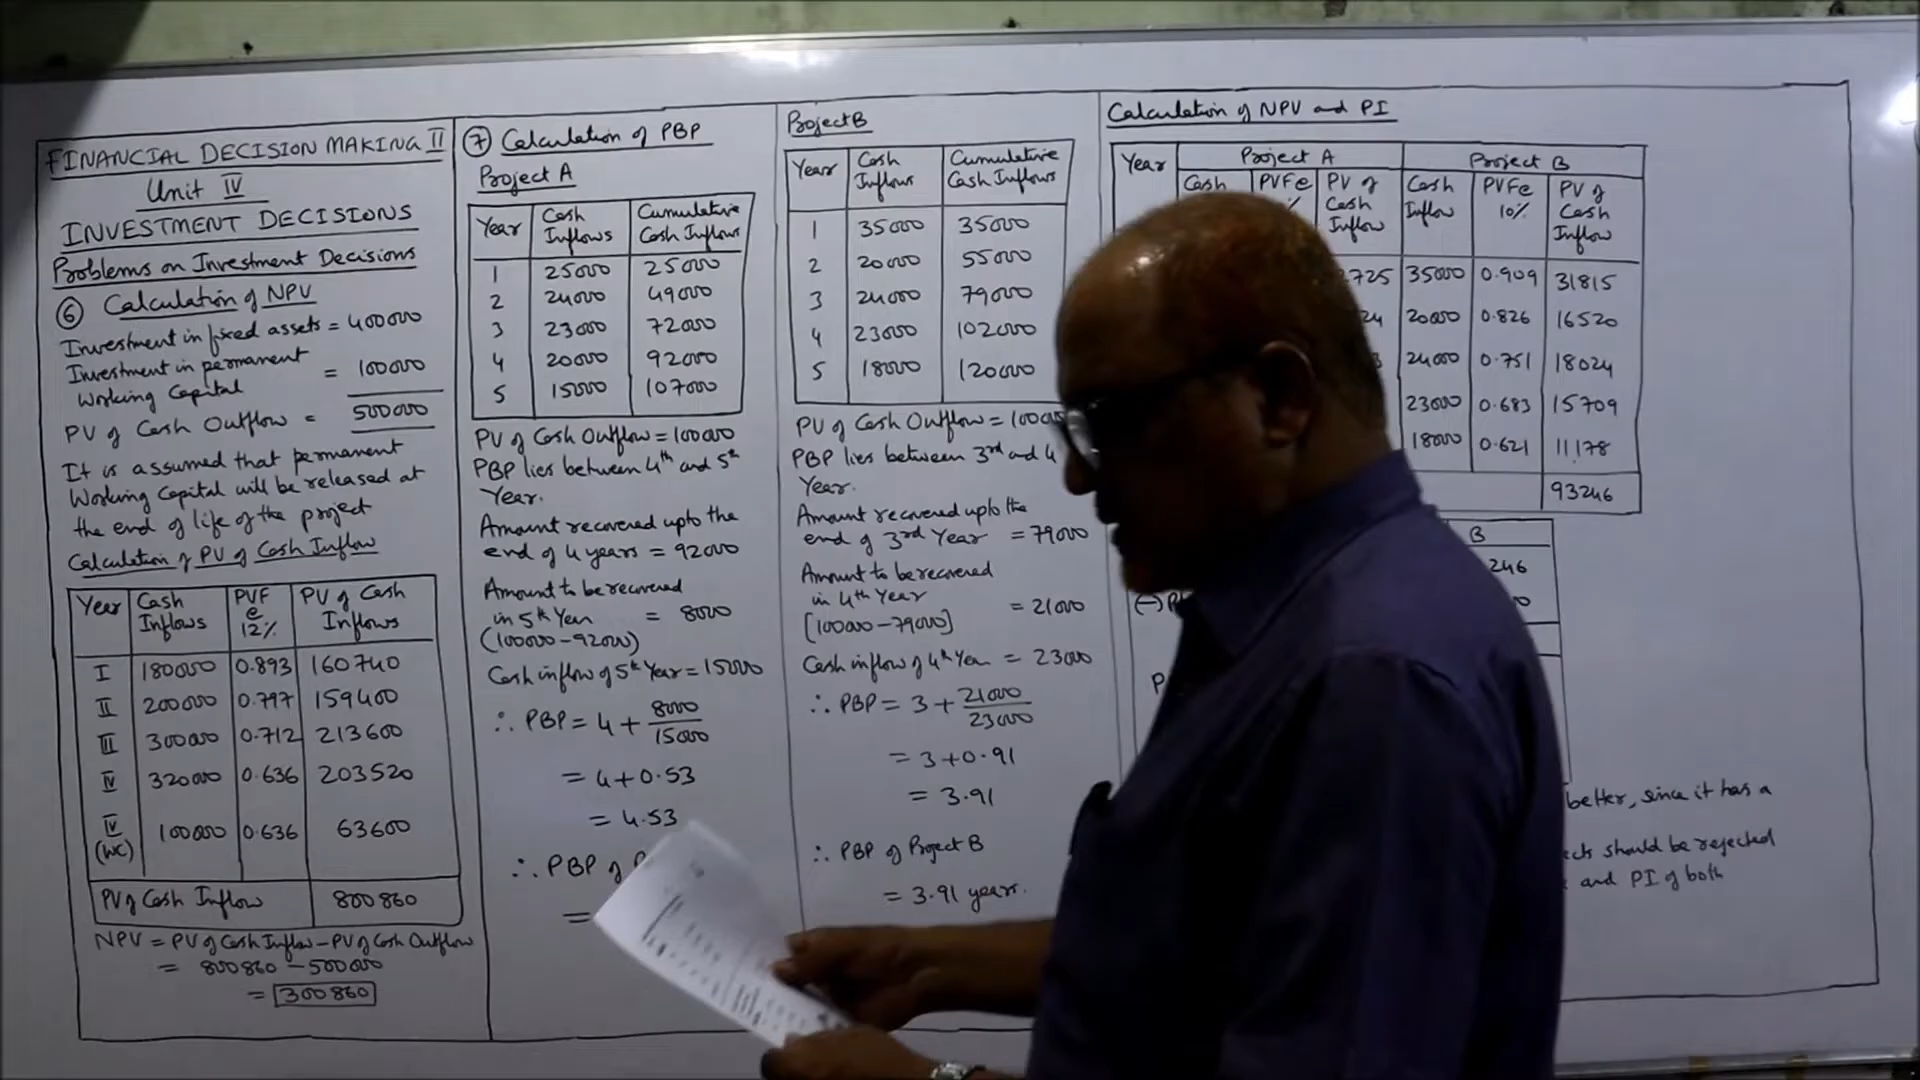 FINANCIAL DECISION MAKING II
Unit IV
INVESTMENT DECISIONS
Problems on Investment Decisions
6 Calculation of NPV
Investment in fixed assets = 400000
Investment in permanent
Working Capital = 100000
PV of Cash Outflow = 500000
It is assumed that permanent
Working Capital will be released at
the end of life of the project
Calculation of PV of Cash Inflow
Year Cash Inflows PVF @ 12% PV of Cash Inflows
I 180000 0.893 160740
II 200000 0.797 159400
III 300000 0.712 213600
IV 320000 0.636 203520
IV (WC) 100000 0.636 63600
PV of Cash Inflow 800860
NPV = PV of Cash Inflow - PV of Cash Outflow
= 800860 - 500000
= 300860
7 Calculation of PBP
Project A
Year Cash Inflows Cumulative Cash Inflows
1 25000 25000
2 24000 49000
3 23000 72000
4 20000 92000
5 15000 107000
PV of Cash Outflow = 100000
PBP lies between 4th and 5th
Year.
Amount recovered upto the
end of 4 years = 92000
Amount to be recovered
in 5th Year = 8000
(100000-92000)
Cash inflow of 5th Year = 15000
∴ PBP = 4 + 8000/15000
= 4+0.53
= 4.53
∴ PBP of
=
Project B
Year Cash Inflows Cumulative Cash Inflows
1 35000 35000
2 20000 55000
3 24000 79000
4 23000 102000
5 18000 120000
PV of Cash Outflow = 10000
PBP lies between 3rd and 4
Year.
Amount recovered upto the
end of 3rd Year = 79000
Amount to be recovered
in 4th Year = 21000
[100000-79000]
Cash inflow of 4th Year = 23000
∴ PBP = 3 + 21000/23000
= 3+0.91
= 3.91
∴ PBP of Project B
= 3.91 years.
Calculation of NPV and PI
Year Project A Project B
Cash PVF@ % PV of Cash Inflow Cash Inflow PVF@ 10% PV of Cash Inflow
725 35000 0.909 31815
24 20000 0.826 16520
3 24000 0.751 18024
23000 0.683 15709
18000 0.621 11178
93246
B
246
(-) P 0
P
better, since it has a
ects should be rejected
and PI of both